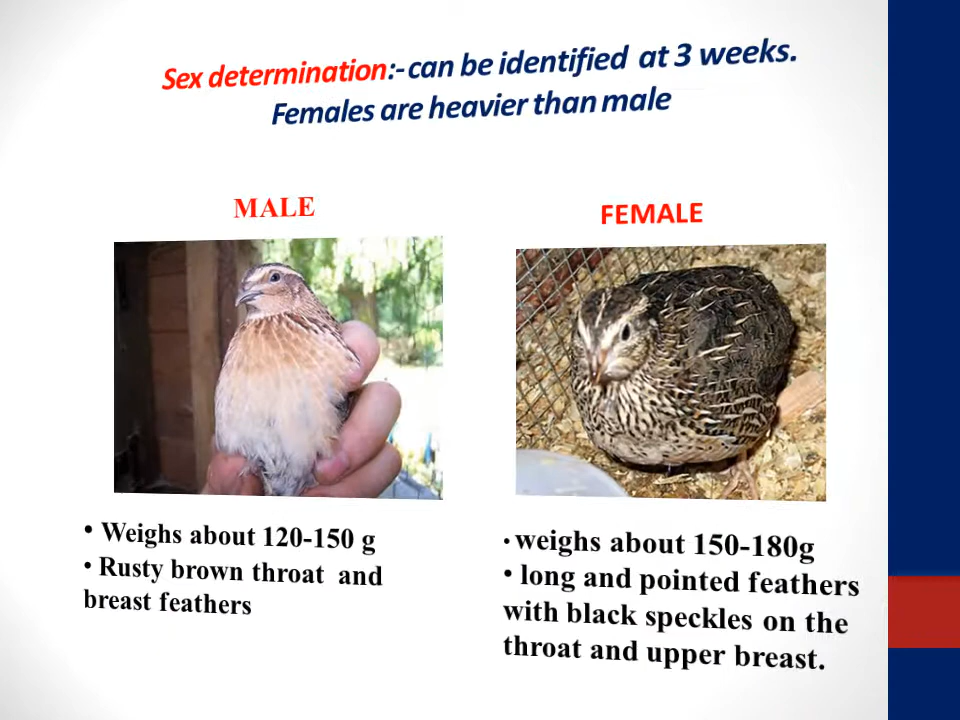 Sex determination:- can be identified at 3 weeks.
Females are heavier than male
MALE
FEMALE
• Weighs about 120-150 g
• Rusty brown throat and
breast feathers
• weighs about 150-180g
• long and pointed feathers
with black speckles on the
throat and upper breast.